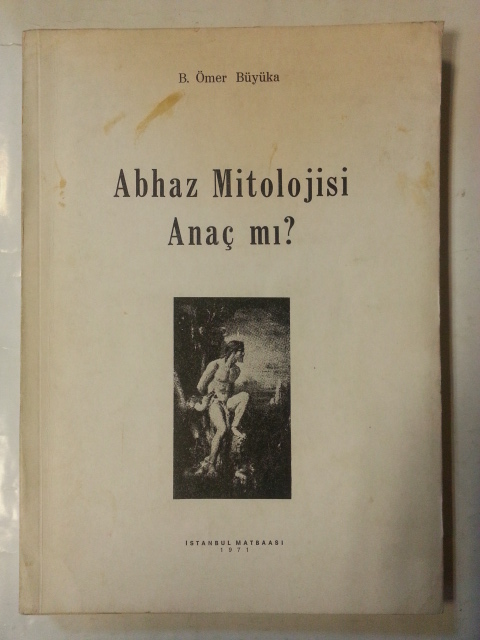 B. Ömer Büyüka
Abhaz Mitolojisi
Anaç mı?
İSTANBUL MATBAASI
1971